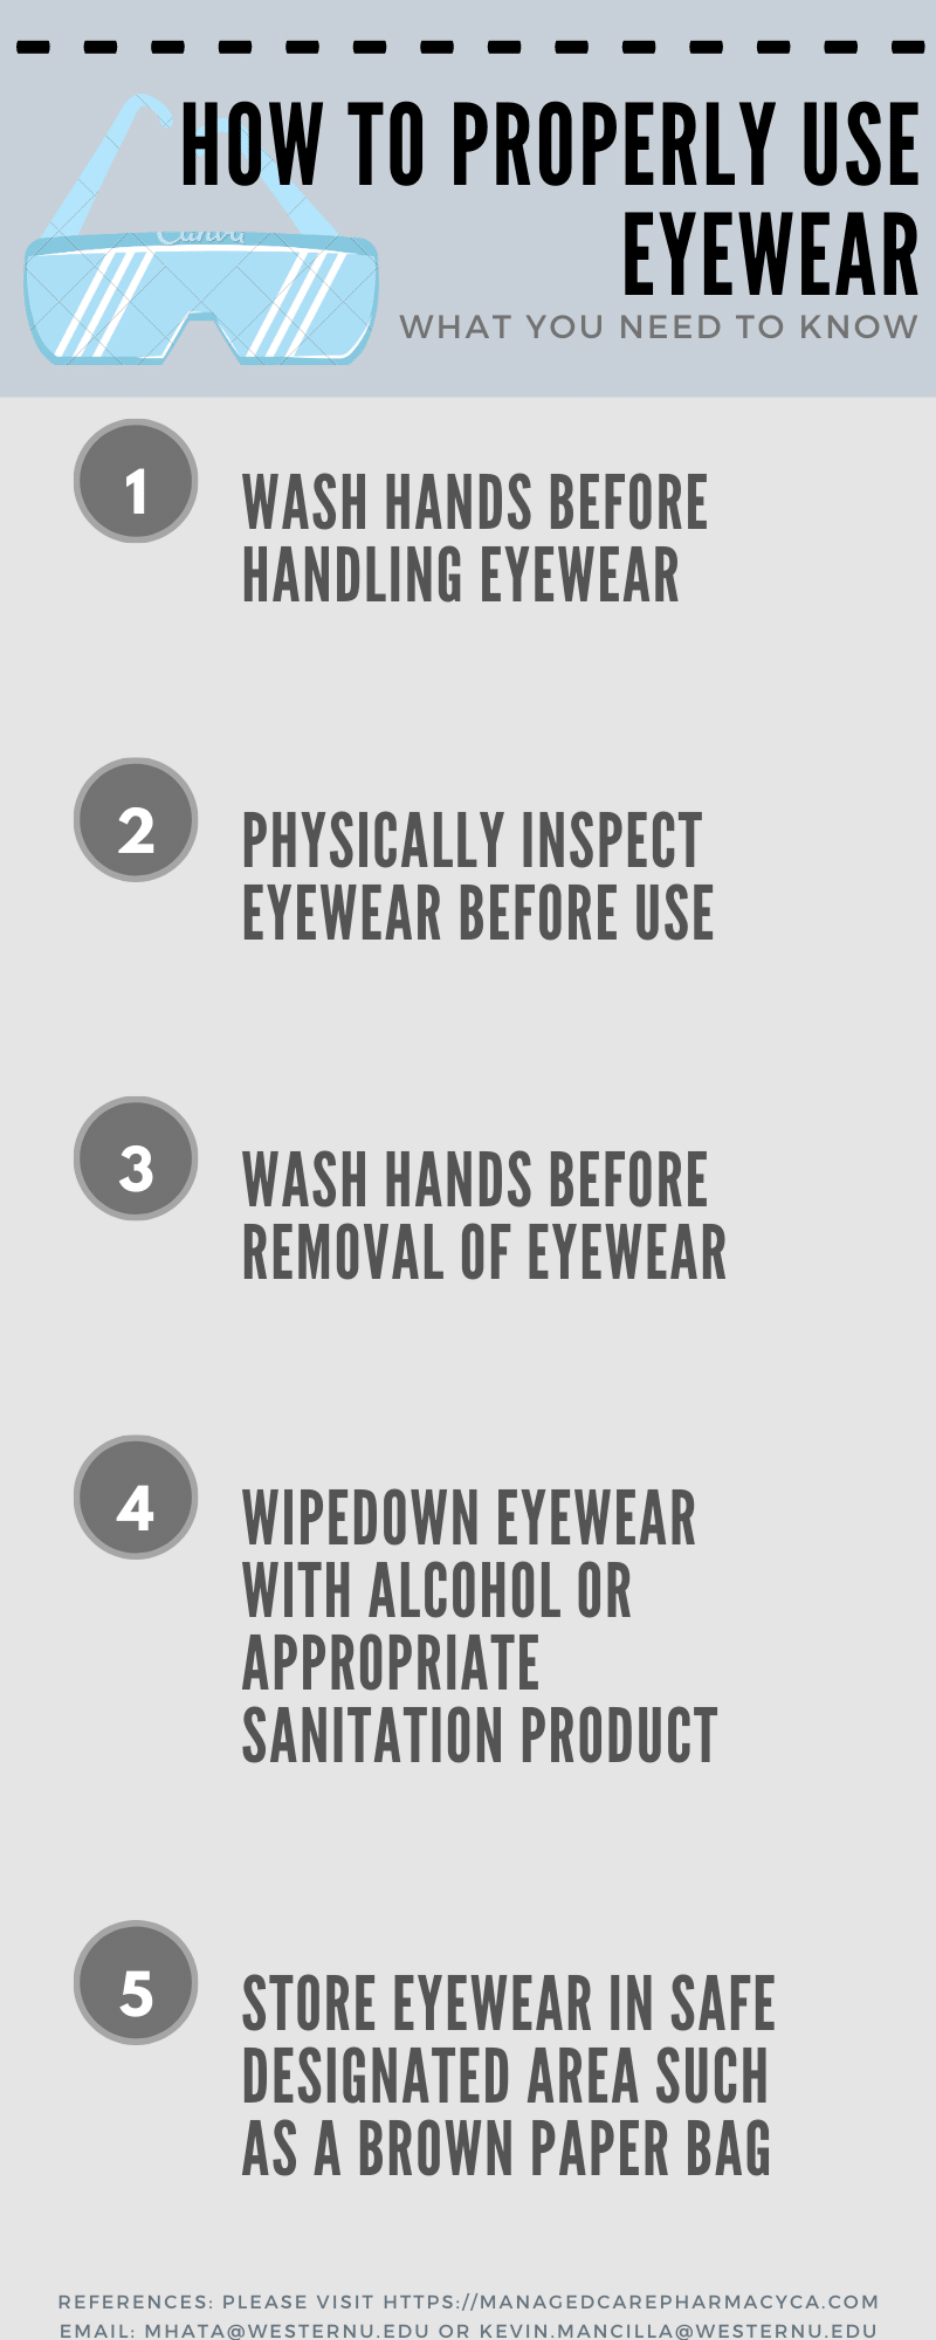 HOW TO PROPERLY USE
EYEWEAR
Canva
WHAT YOU NEED TO KNOW
1
WASH HANDS BEFORE
HANDLING EYEWEAR
2
PHYSICALLY INSPECT
EYEWEAR BEFORE USE
3
WASH HANDS BEFORE
REMOVAL OF EYEWEAR
4
WIPEDOWN EYEWEAR
WITH ALCOHOL OR
APPROPRIATE
SANITATION PRODUCT
5
STORE EYEWEAR IN SAFE
DESIGNATED AREA SUCH
AS A BROWN PAPER BAG
REFERENCES: PLEASE VISIT HTTPS://MANAGEDCAREPHARMACYCA.COM
EMAIL: MHATA@WESTERNU.EDU OR KEVIN.MANCILLA@WESTERNU.EDU